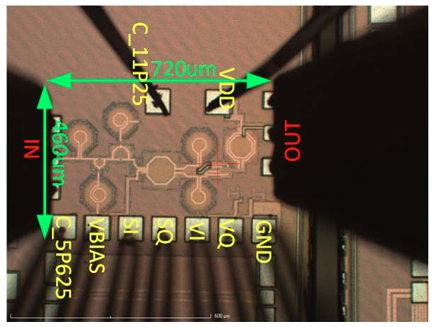 C_11P25
720um
VDD
IN
460um
OUT
C_5P625
VBIAS
SI
SQ
VI
VQ
GND
600 μm